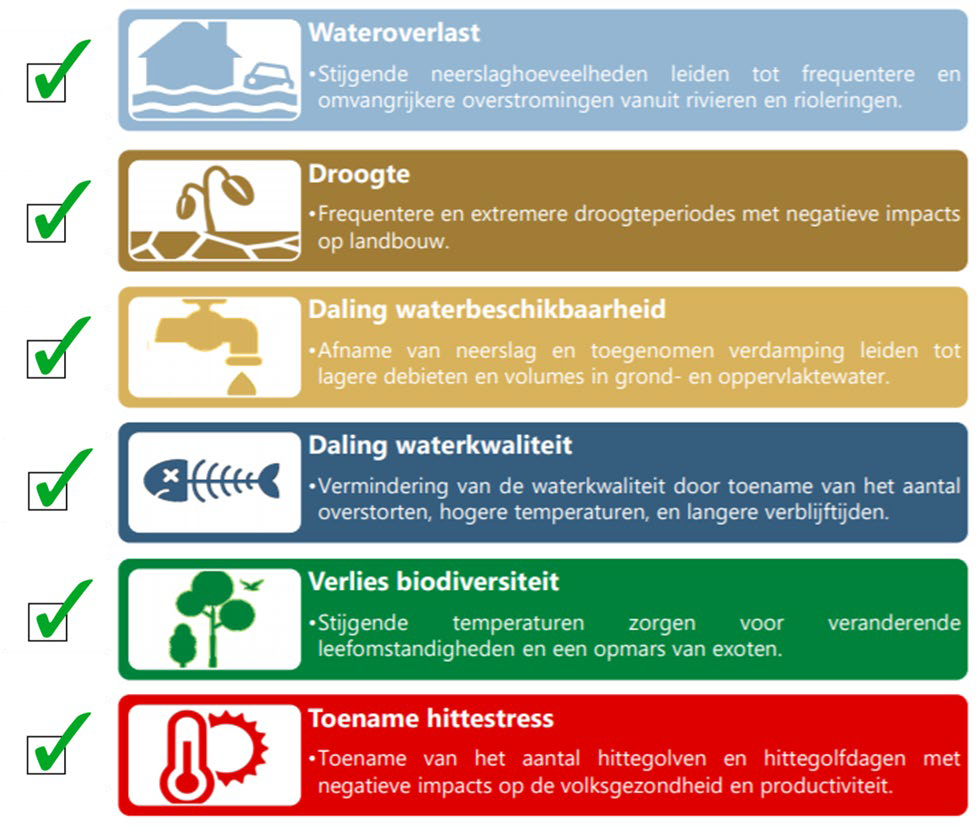 Wateroverlast
•Stijgende neerslaghoeveelheden leiden tot frequentere en
omvangrijkere overstromingen vanuit rivieren en rioleringen.
Droogte
•Frequentere en extremere droogteperiodes met negatieve impacts
op landbouw.
Daling waterbeschikbaarheid
•Afname van neerslag en toegenomen verdamping leiden tot
lagere debieten en volumes in grond- en oppervlaktewater.
Daling waterkwaliteit
•Vermindering van de waterkwaliteit door toename van het aantal
overstorten, hogere temperaturen, en langere verblijftijden.
Verlies biodiversiteit
•Stijgende temperaturen zorgen voor veranderende
leefomstandigheden en een opmars van exoten.
Toename hittestress
•Toename van het aantal hittegolven en hittegolfdagen met
negatieve impacts op de volksgezondheid en productiviteit.